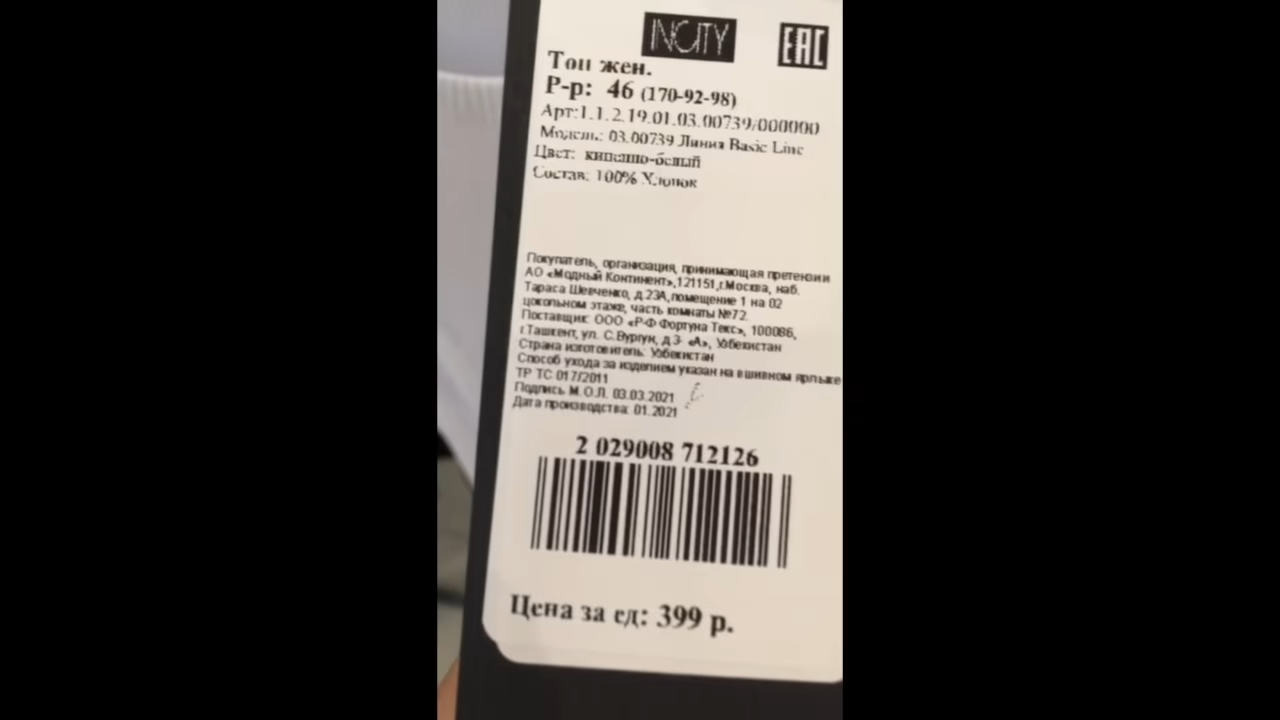 INCITY
EAC
Топ жен.
Р-р: 46 (170-92-98)
Арт:1.1.2.19.01.03.00739/000000
Модель: 03.00739 Линия Basic Line
Цвет: кипенно-белый
Состав: 100% Хлопок
Покупатель, организация, принимающая претензии
АО «Модный Континент»,121151,г.Москва, наб.
Тараса Шевченко, д.23А,помещение 1 на 02
цокольном этаже, часть комнаты №72.
Поставщик: ООО «Р-Ф Фортуна Текс», 100086,
г.Ташкент, ул. С.Вургун, д.3- «А», Узбекистан
Страна изготовитель: Узбекистан
Способ ухода за изделием указан на вшивном ярлыке
ТР ТС 017/2011
Подпись М.О.Л. 03.03.2021
Дата производства: 01.2021
2 029008 712126
Цена за ед: 399 р.